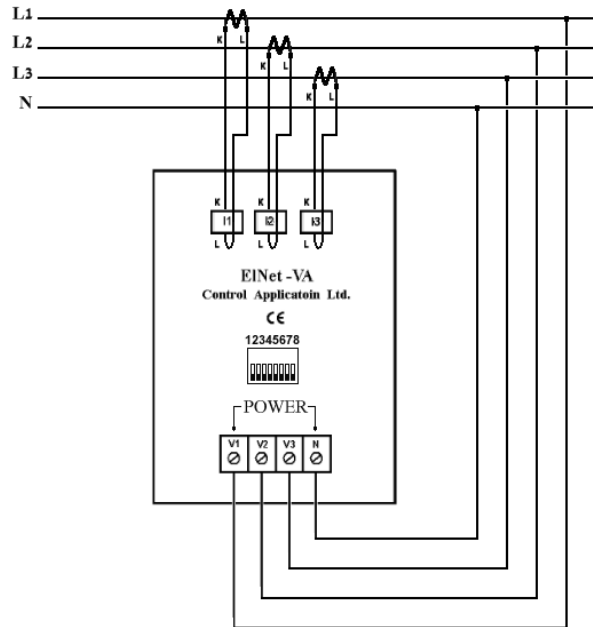 L1
L2
L3
N
K L
K L
K L
K K K
I1 I2 I3
L L L
ElNet -VA
Control Applicatoin Ltd.
CE
12345678
POWER
V1 V2 V3 N